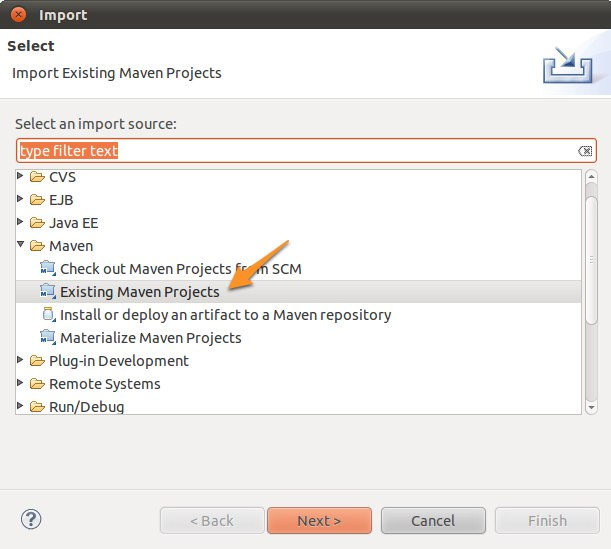 Import
Select
Import Existing Maven Projects
Select an import source:
type filter text
CVS
EJB
Java EE
Maven
Check out Maven Projects from SCM
Existing Maven Projects
Install or deploy an artifact to a Maven repository
Materialize Maven Projects
Plug-in Development
Remote Systems
Run/Debug
? < Back Next > Cancel Finish